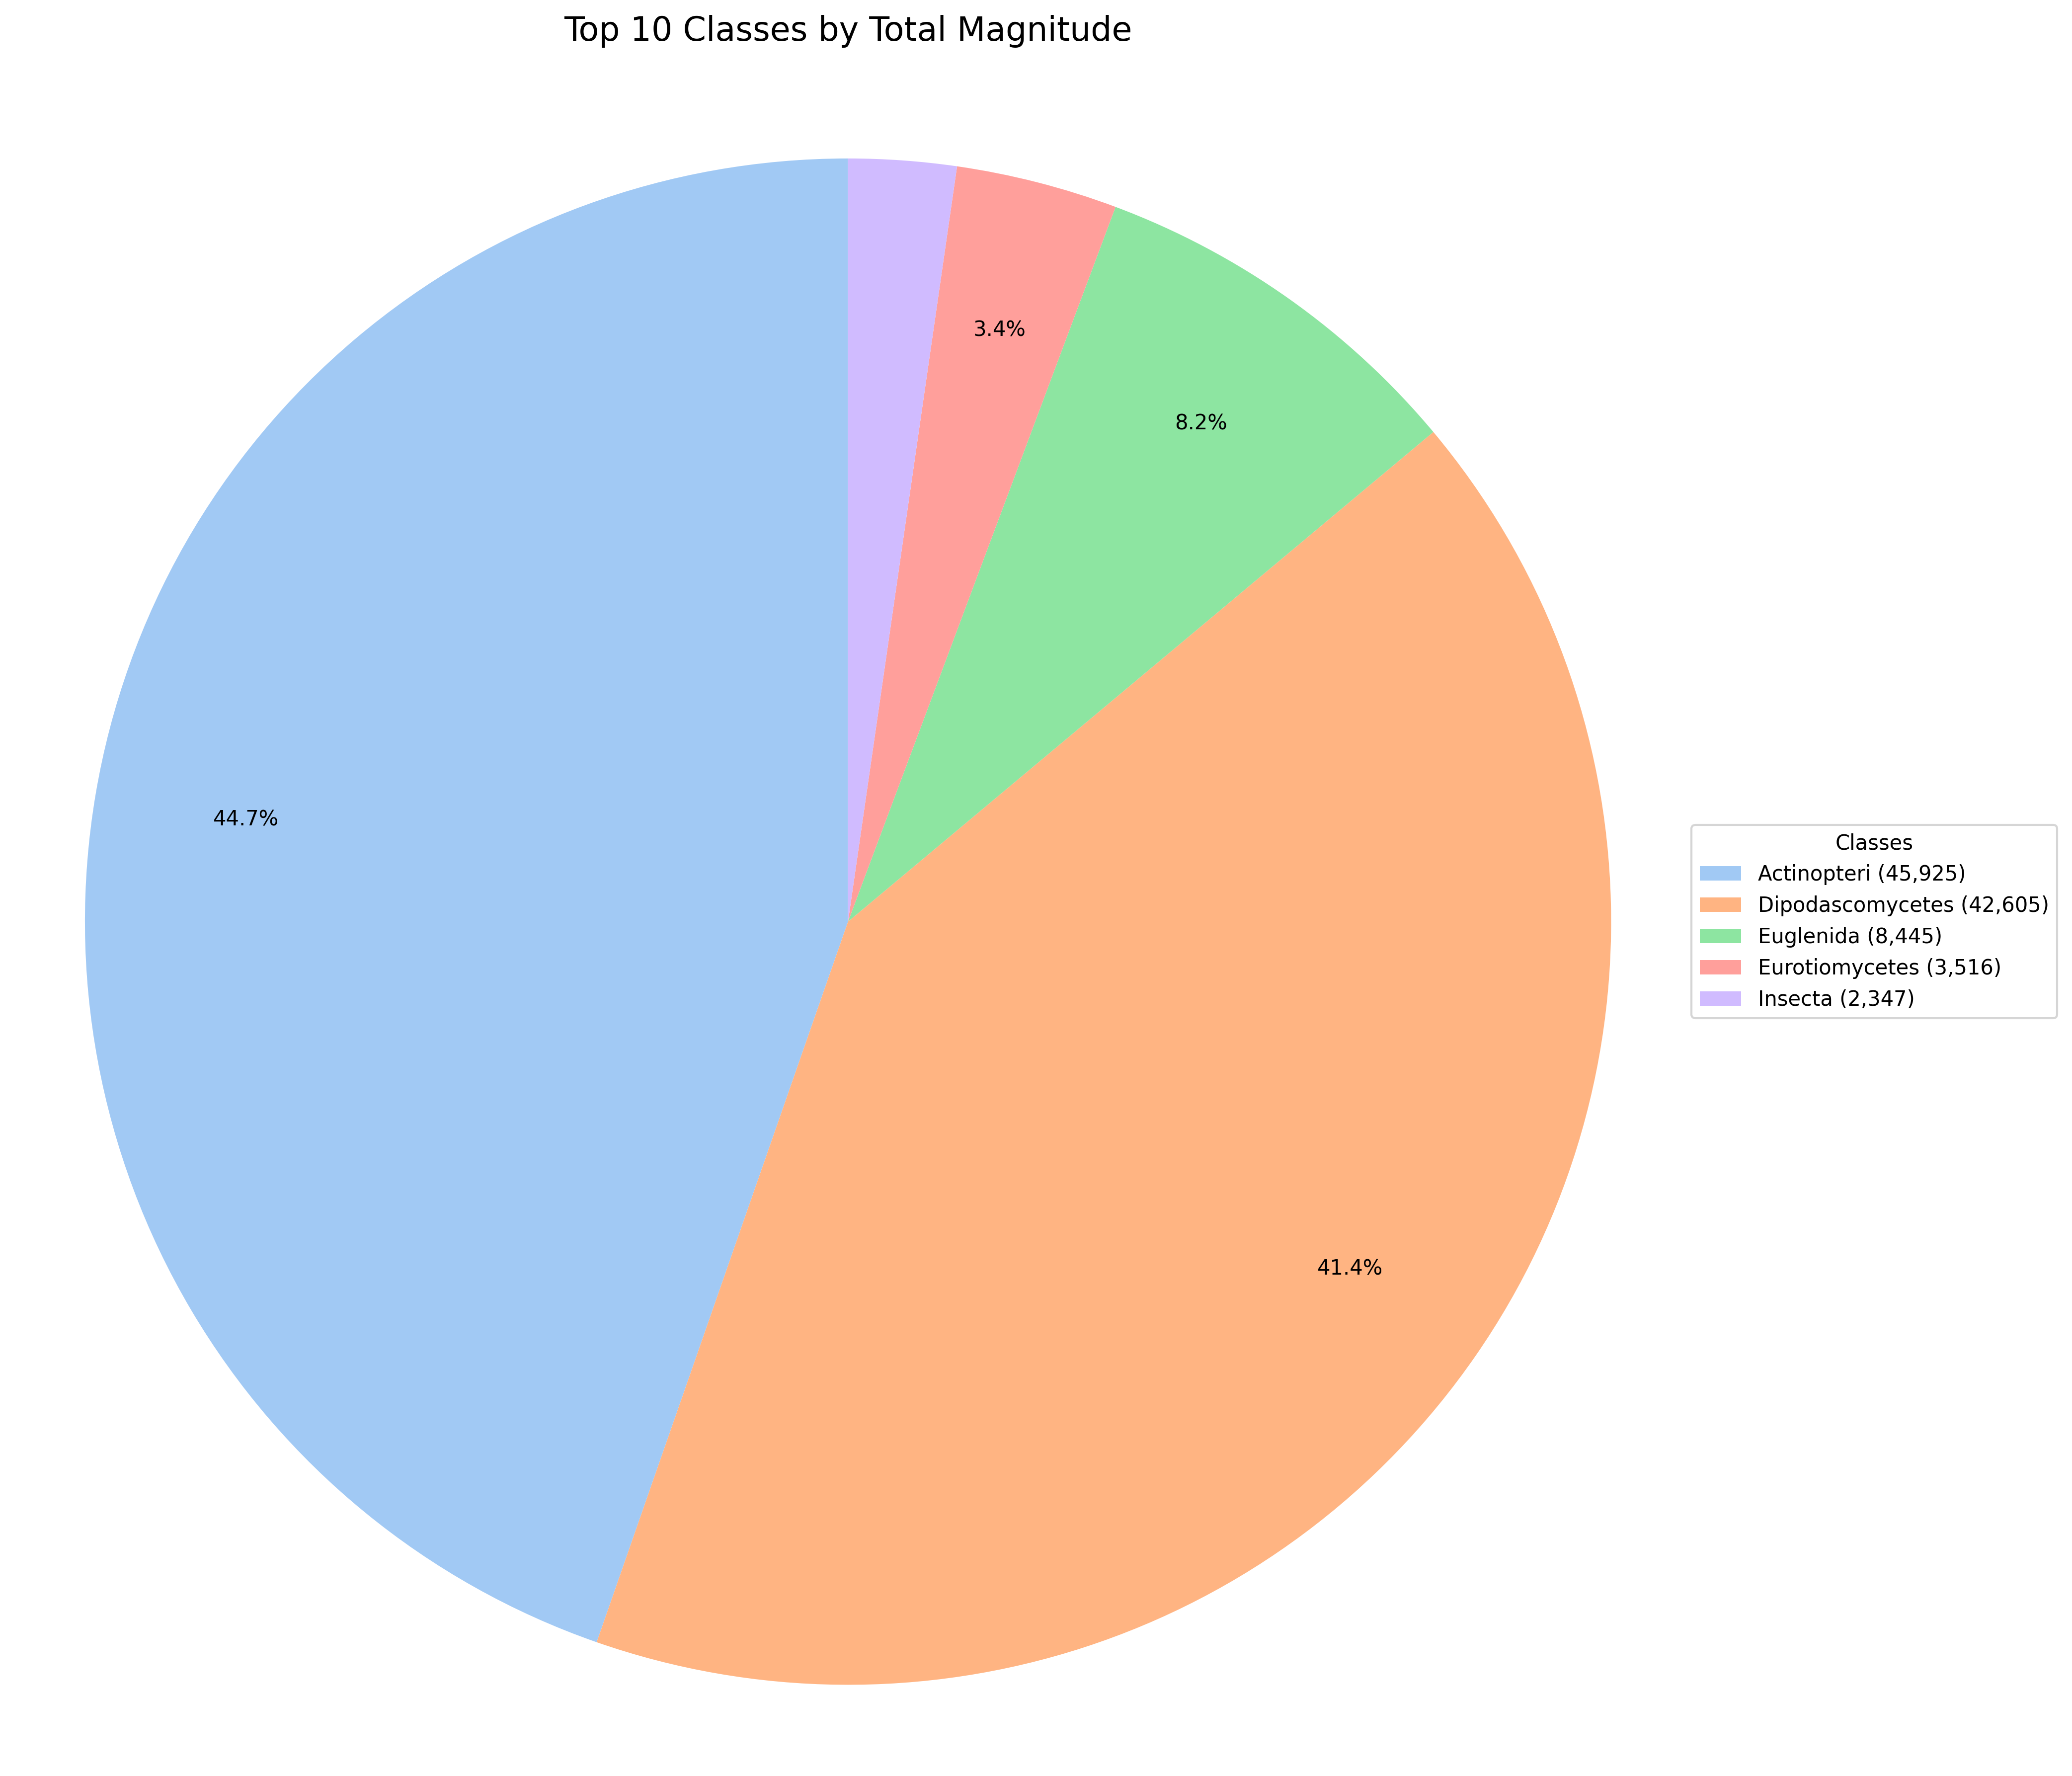 Top 10 Classes by Total Magnitude
3.4%
8.2%
44.7%
41.4%
Classes
Actinopteri (45,925)
Dipodascomycetes (42,605)
Euglenida (8,445)
Eurotiomycetes (3,516)
Insecta (2,347)